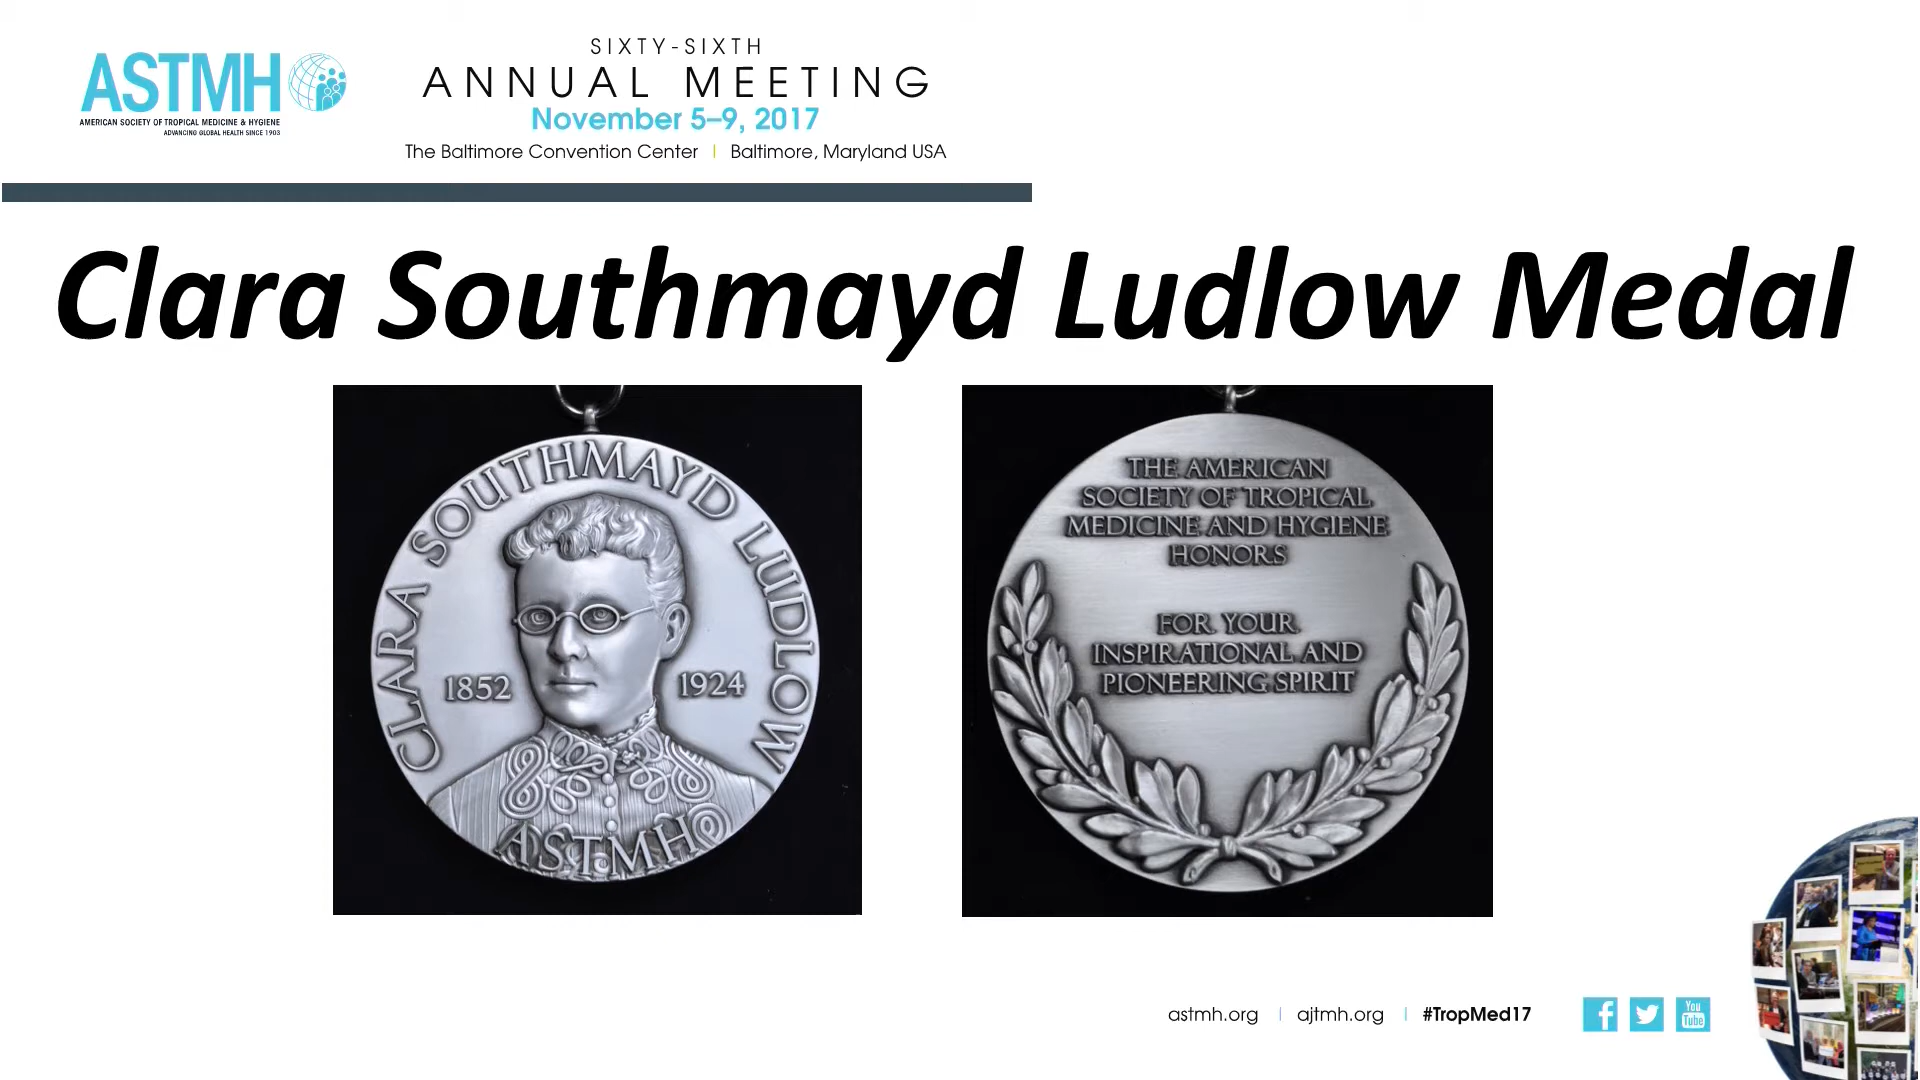 ASTMH
AMERICAN SOCIETY OF TROPICAL MEDICINE & HYGIENE
ADVANCING GLOBAL HEALTH SINCE 1903
SIXTY-SIXTH
ANNUAL MEETING
November 5–9, 2017
The Baltimore Convention Center | Baltimore, Maryland USA
Clara Southmayd Ludlow Medal
CLARA SOUTHMAYD LUDLOW
1852 1924
ASTMH
THE AMERICAN
SOCIETY OF TROPICAL
MEDICINE AND HYGIENE
HONORS
FOR YOUR
INSPIRATIONAL AND
PIONEERING SPIRIT
astmh.org | ajtmh.org | #TropMed17
You
Tube